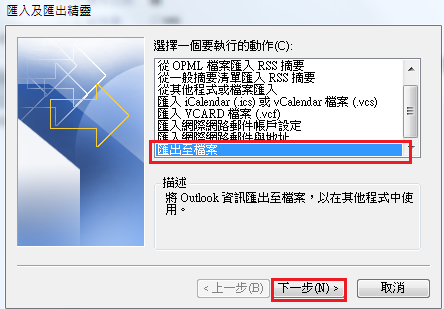 匯入及匯出精靈
選擇一個要執行的動作(C):
從 OPML 檔案匯入 RSS 摘要
從一般摘要清單匯入 RSS 摘要
從其他程式或檔案匯入
匯入 iCalendar (.ics) 或 vCalendar 檔案 (.vcs)
匯入 VCARD 檔案 (.vcf)
匯入網際網路郵件帳戶設定
匯入網際網路郵件與地址
匯出至檔案
描述
將 Outlook 資訊匯出至檔案，以在其他程式中使
用。
< 上一步(B)
下一步(N) >
取消